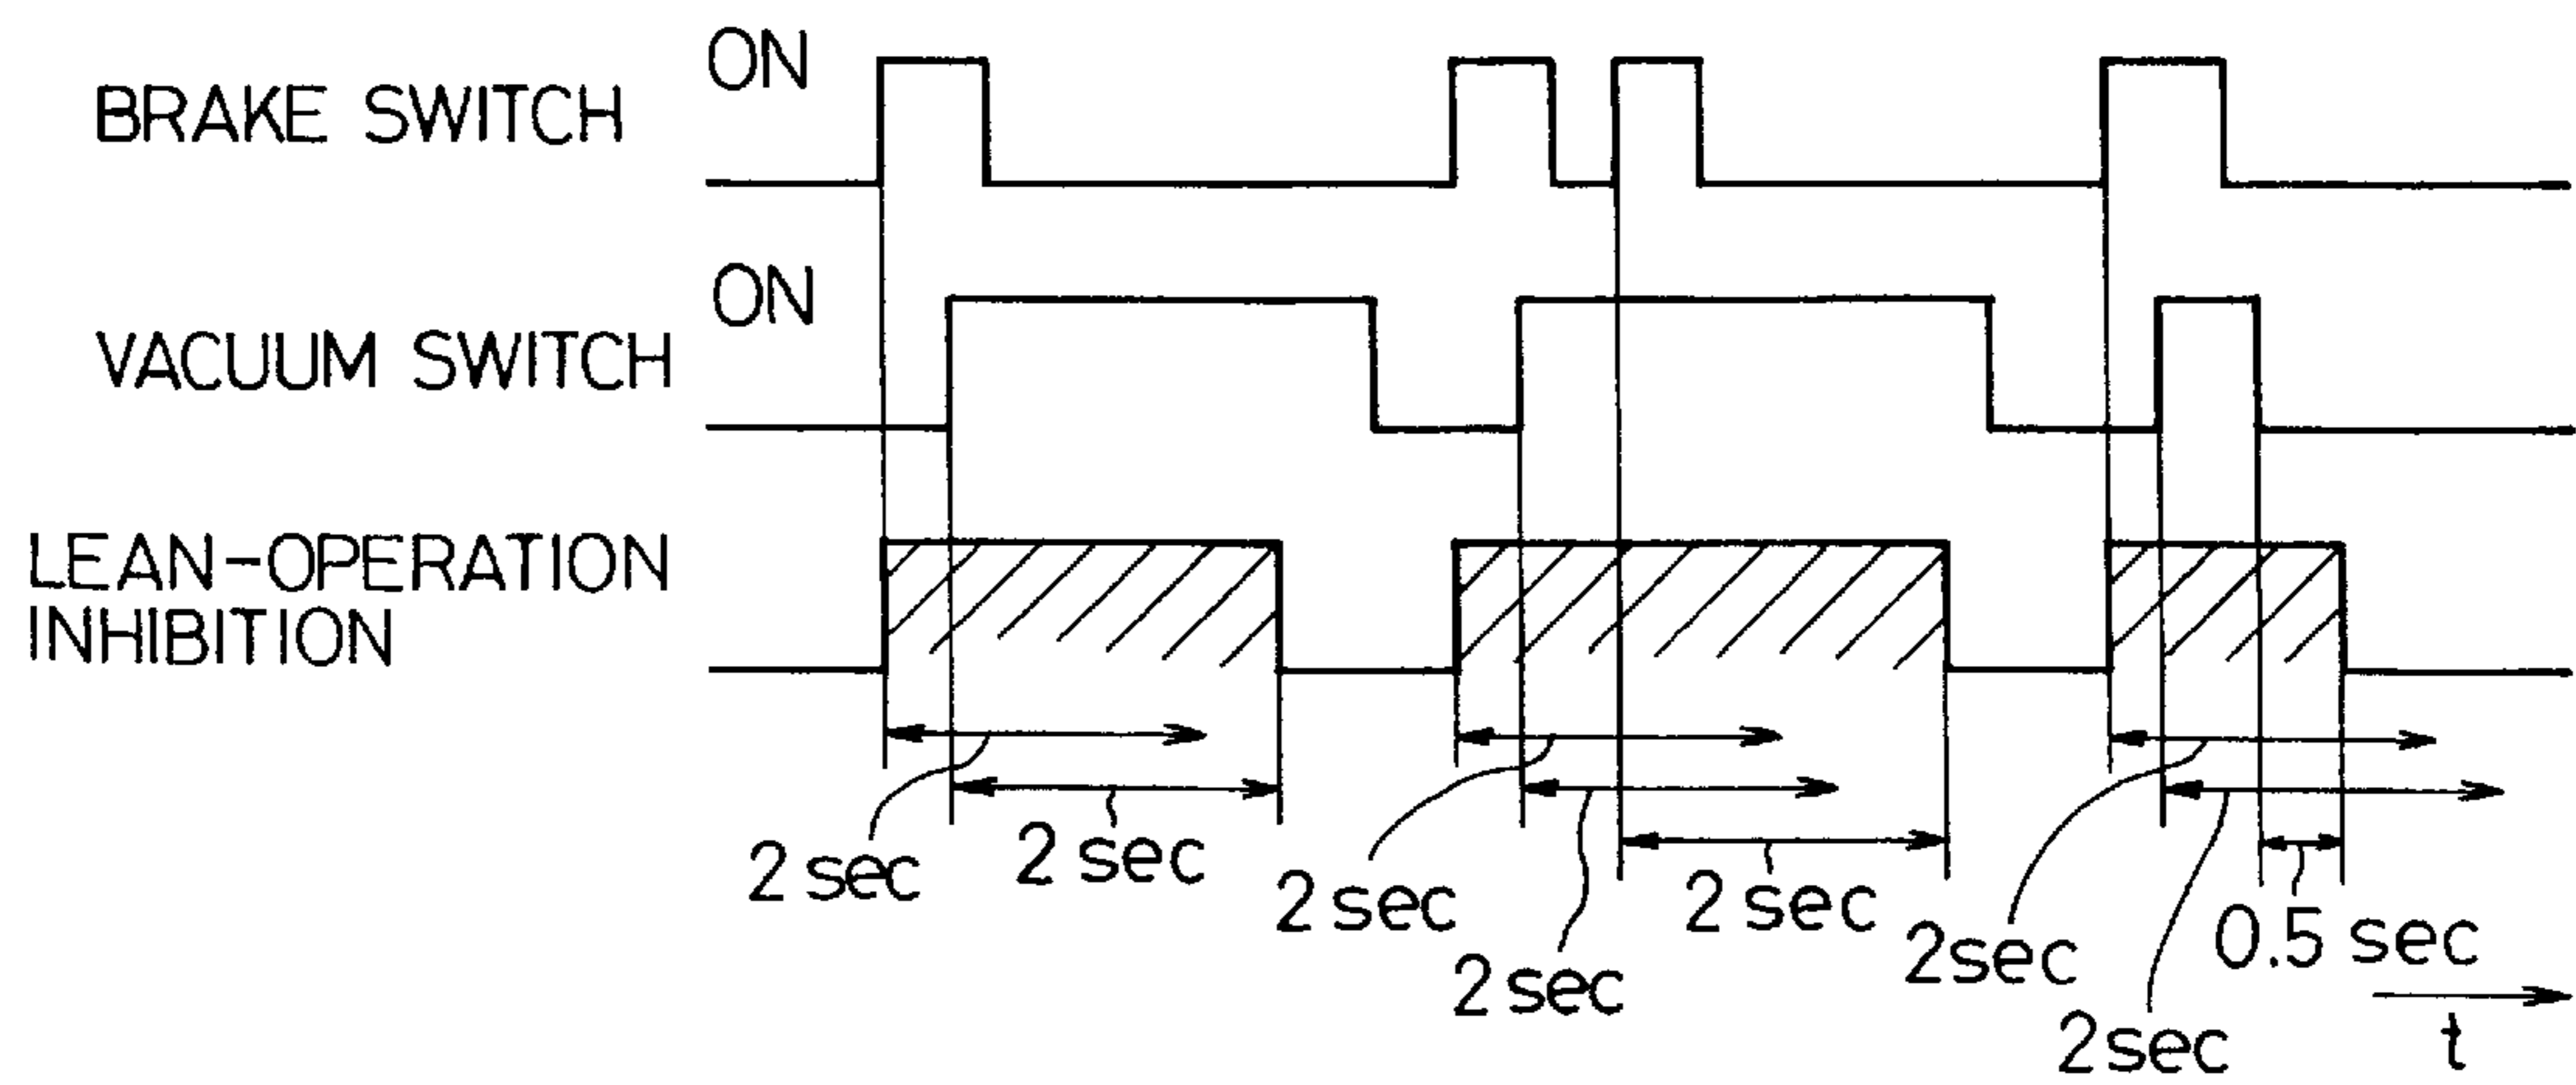 ON
BRAKE SWITCH
ON
VACUUM SWITCH
LEAN-OPERATION
INHIBITION
2 sec
2 sec
2 sec
2 sec
2 sec
2sec
2sec
0.5 sec
t